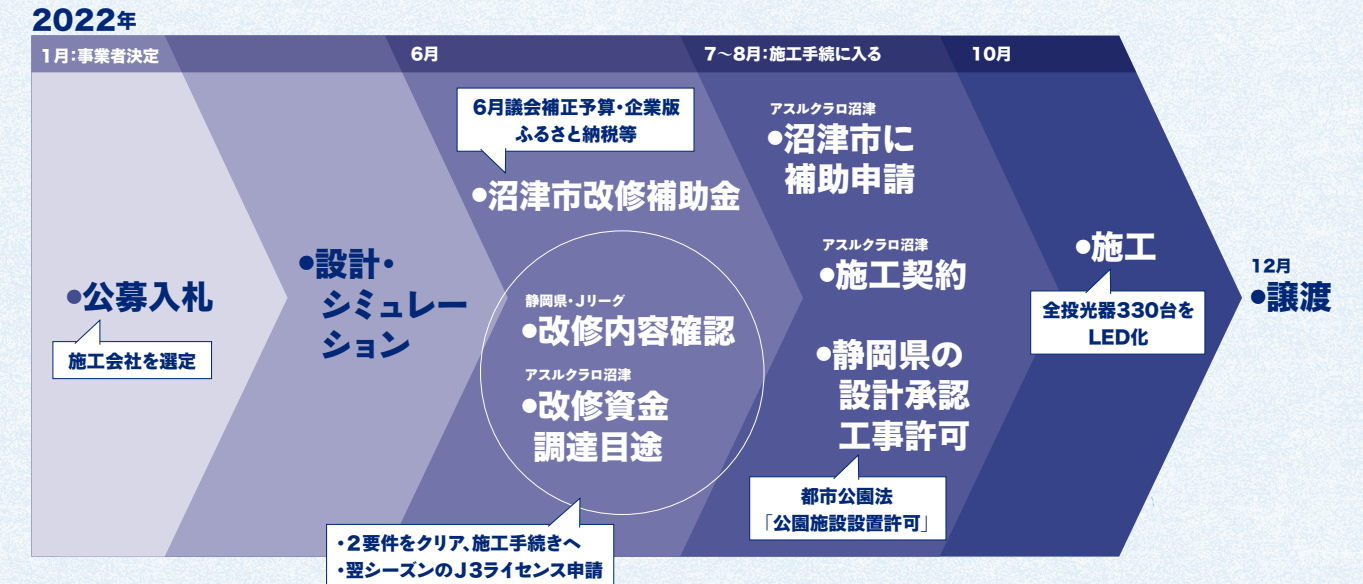 2022年
1月:事業者決定
6月
7〜8月:施工手続に入る
10月
●公募入札
施工会社を選定
●設計・
シミュレー
ション
6月議会補正予算・企業版
ふるさと納税等
●沼津市改修補助金
静岡県・Jリーグ
●改修内容確認
アスルクラロ沼津
●改修資金
調達目途
・2要件をクリア、施工手続きへ
・翌シーズンのJ3ライセンス申請
アスルクラロ沼津
●沼津市に
補助申請
アスルクラロ沼津
●施工契約
●静岡県の
設計承認
工事許可
都市公園法
「公園施設設置許可」
●施工
全投光器330台を
LED化
12月
●譲渡